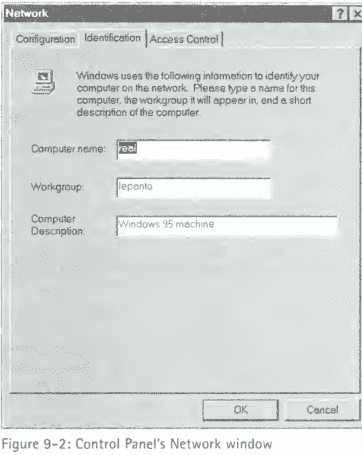 Network
Configuration Identification Access Control
Windows uses the following information to identify your
computer on the network. Please type a name for this
computer, the workgroup it will appear in, and a short
description of the computer.
Computer name: real
Workgroup: lepanto
Computer
Description: Windows 95 machine
OK Cancel
Figure 9-2: Control Panel's Network window